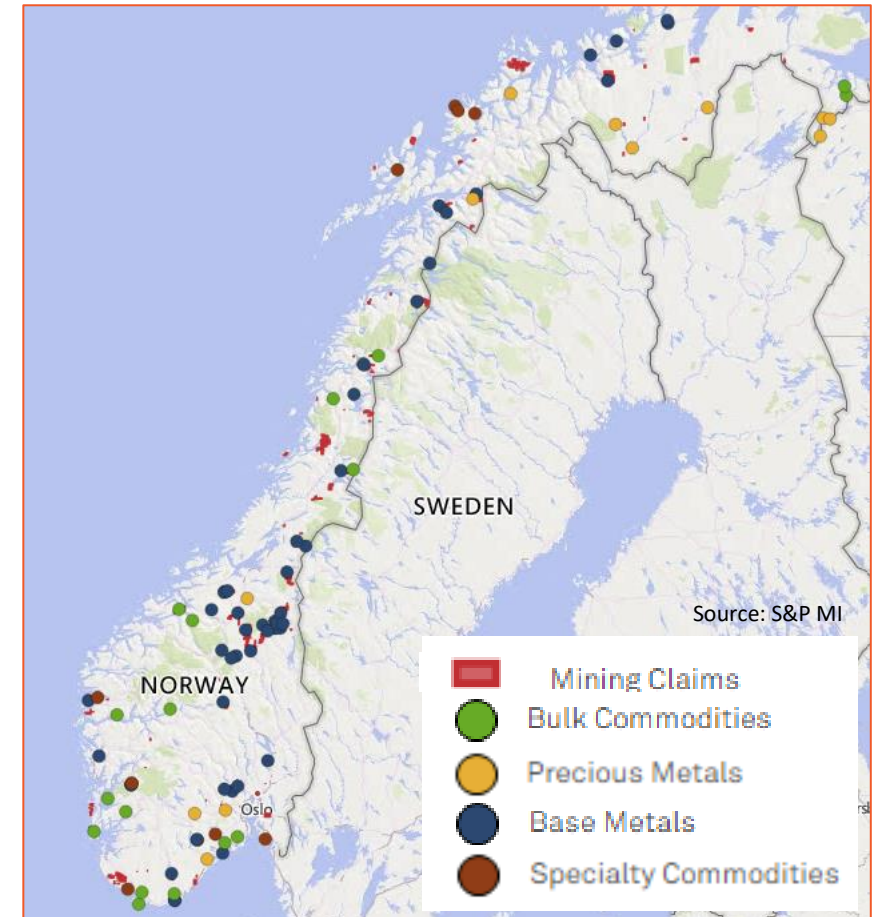 SWEDEN
Source: S&P MI
NORWAY
Oslo
Mining Claims
Bulk Commodities
Precious Metals
Base Metals
Specialty Commodities